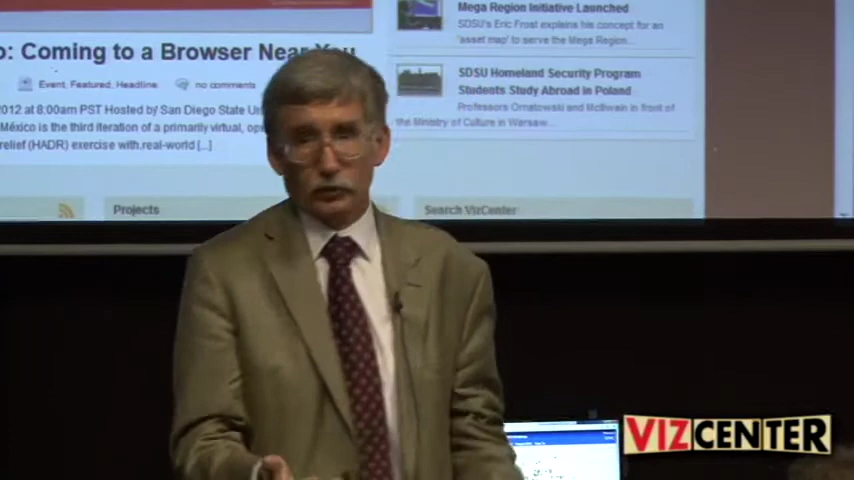 Mega Region Initiative Launched
SDSU's Eric Frost explains his concept for an
'asset map' to serve the Mega Region...
o: Coming to a Browser Near You
Event, Featured, Headline
no comments
2012 at 8:00am PST Hosted by San Diego State
México is the third iteration of a primarily virtual,
relief (HADR) exercise with real-world [...]
SDSU Homeland Security Program
Students Study Abroad in Poland
Professors Ornatowski and McIlwain in front of
the Ministry of Culture in Warsaw...
Projects
Search VizCenter
VIZCENTER